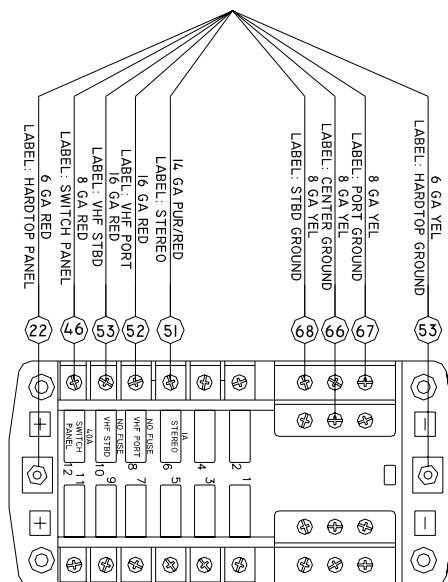 6 GA RED
LABEL: HARDTOP PANEL
22
8 GA RED
LABEL: SWITCH PANEL
46
16 GA RED
LABEL: VHF STBD
53
16 GA RED
LABEL: VHF PORT
52
14 GA PUR/RED
LABEL: STEREO
51
8 GA YEL
LABEL: STBD GROUND
68
8 GA YEL
LABEL: CENTER GROUND
66
8 GA YEL
LABEL: PORT GROUND
67
6 GA YEL
LABEL: HARDTOP GROUND
53
+
40A
SWITCH
PANEL
NO FUSE
VHF STBD
NO FUSE
VHF PORT
1A
STEREO
–
12
10
8
6
4
2
11
9
7
5
3
1
+
–